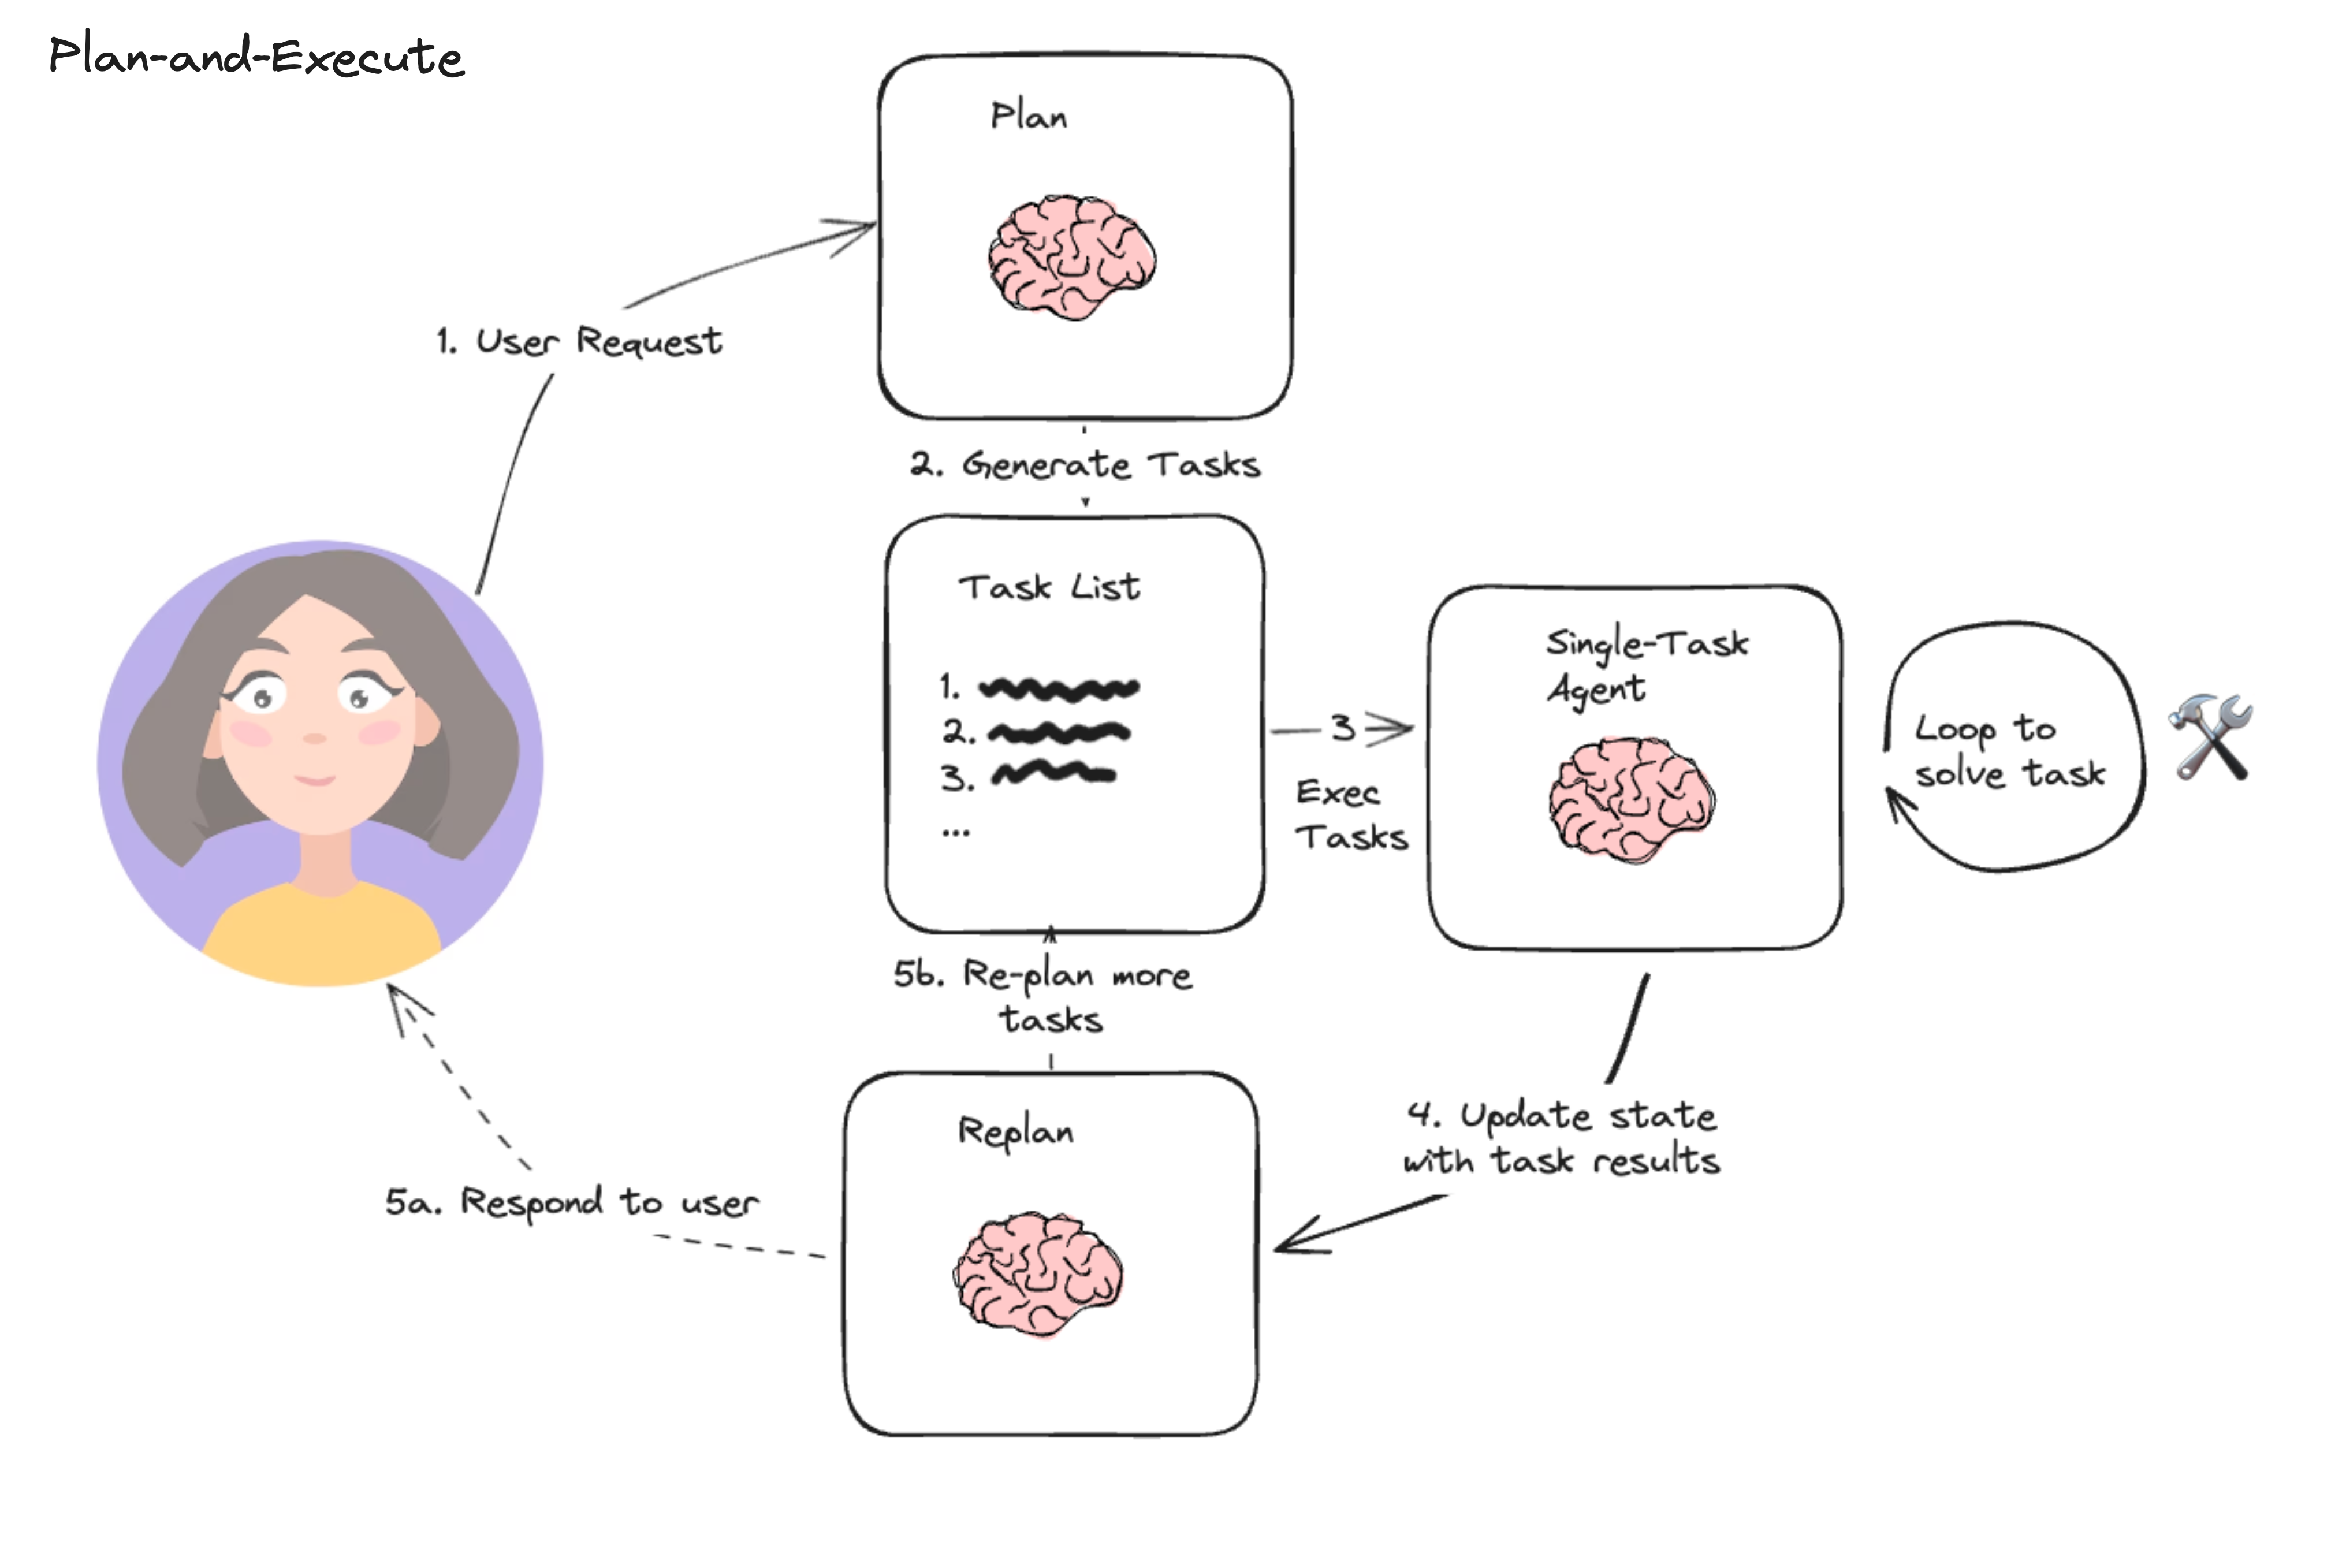 Plan-and-Execute
Plan
1. User Request
2. Generate Tasks
Task List
1.
2.
3.
...
3
Exec
Tasks
Single-Task
Agent
Loop to
solve task
4. Update state
with task results
5b. Re-plan more
tasks
Replan
5a. Respond to user